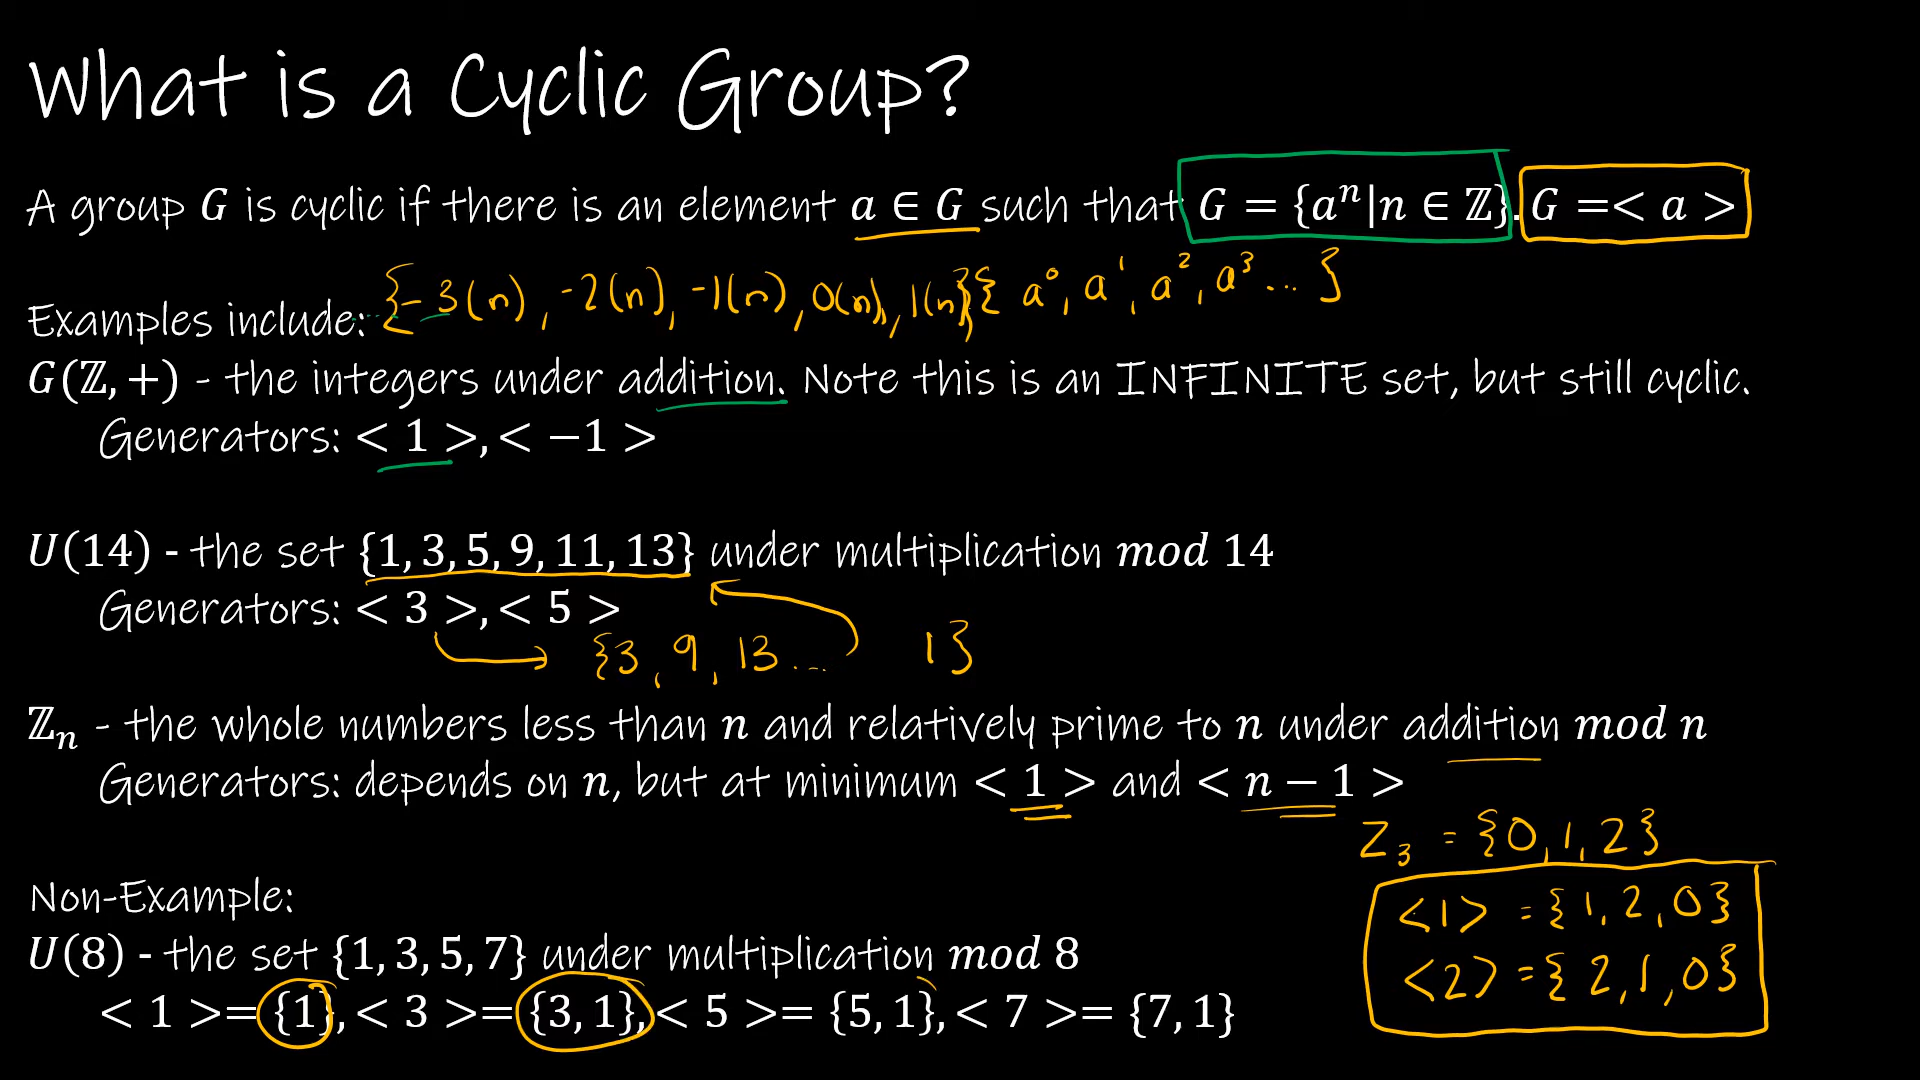 What is a Cyclic Group?
A group G is cyclic if there is an element a ∈ G such that G = {aⁿ|n ∈ ℤ}. G =< a >
{-3(n), -2(n), -1(n), 0(n), 1(n)} { a⁰, a¹, a², a³ ... }
Examples include:
G(ℤ, +) - the integers under addition. Note this is an INFINITE set, but still cyclic.
Generators: < 1 >, < −1 >
U(14) - the set {1, 3, 5, 9, 11, 13} under multiplication mod 14
Generators: < 3 >, < 5 >
{3, 9, 13 ... 1}
ℤₙ - the whole numbers less than n and relatively prime to n under addition mod n
Generators: depends on n, but at minimum < 1 > and < n − 1 >
Z₃ = {0, 1, 2}
<1> = {1, 2, 0}
<2> = {2, 1, 0}
Non-Example:
U(8) - the set {1, 3, 5, 7} under multiplication mod 8
< 1 >= {1}, < 3 >= {3, 1}, < 5 >= {5, 1}, < 7 >= {7, 1}